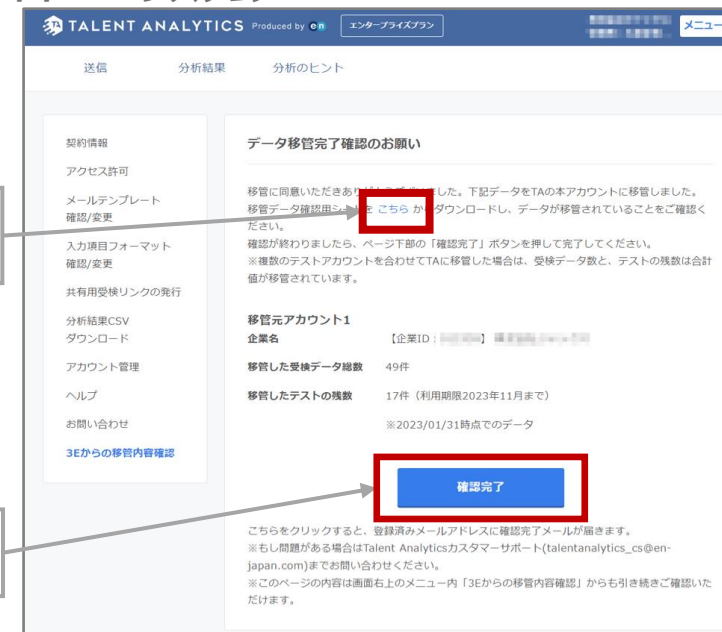 TALENT ANALYTICS Produced by en エンタープライズプラン メニュー
送信 分析結果 分析のヒント
契約情報
アクセス許可
メールテンプレート
確認/変更
入力項目フォーマット
確認/変更
共有用受検リンクの発行
分析結果CSV
ダウンロード
アカウント管理
ヘルプ
お問い合わせ
3Eからの移管内容確認
データ移管完了確認のお願い
移管に同意いただきあり ました。下記データをTAの本アカウントに移管しました。
移管データ確認用シートを こちら からダウンロードし、データが移管されていることをご確認く
ださい。
確認が終わりましたら、ページ下部の「確認完了」ボタンを押して完了してください。
※複数のテストアカウントを合わせてTAに移管した場合は、受検データ数と、テストの残数は合計
値が移管されています。
移管元アカウント1
企業名 【企業ID: 】
移管した受検データ総数 49件
移管したテストの残数 17件(利用期限2023年11月まで)
※2023/01/31時点でのデータ
確認完了
こちらをクリックすると、登録済みメールアドレスに確認完了メールが届きます。
※もし問題がある場合はTalent Analyticsカスタマーサポート(talentanalytics_cs@en-
japan.com)までお問い合わせください。
※このページの内容は画面右上のメニュー内「3Eからの移管内容確認」からも引き続きご確認いた
だけます。